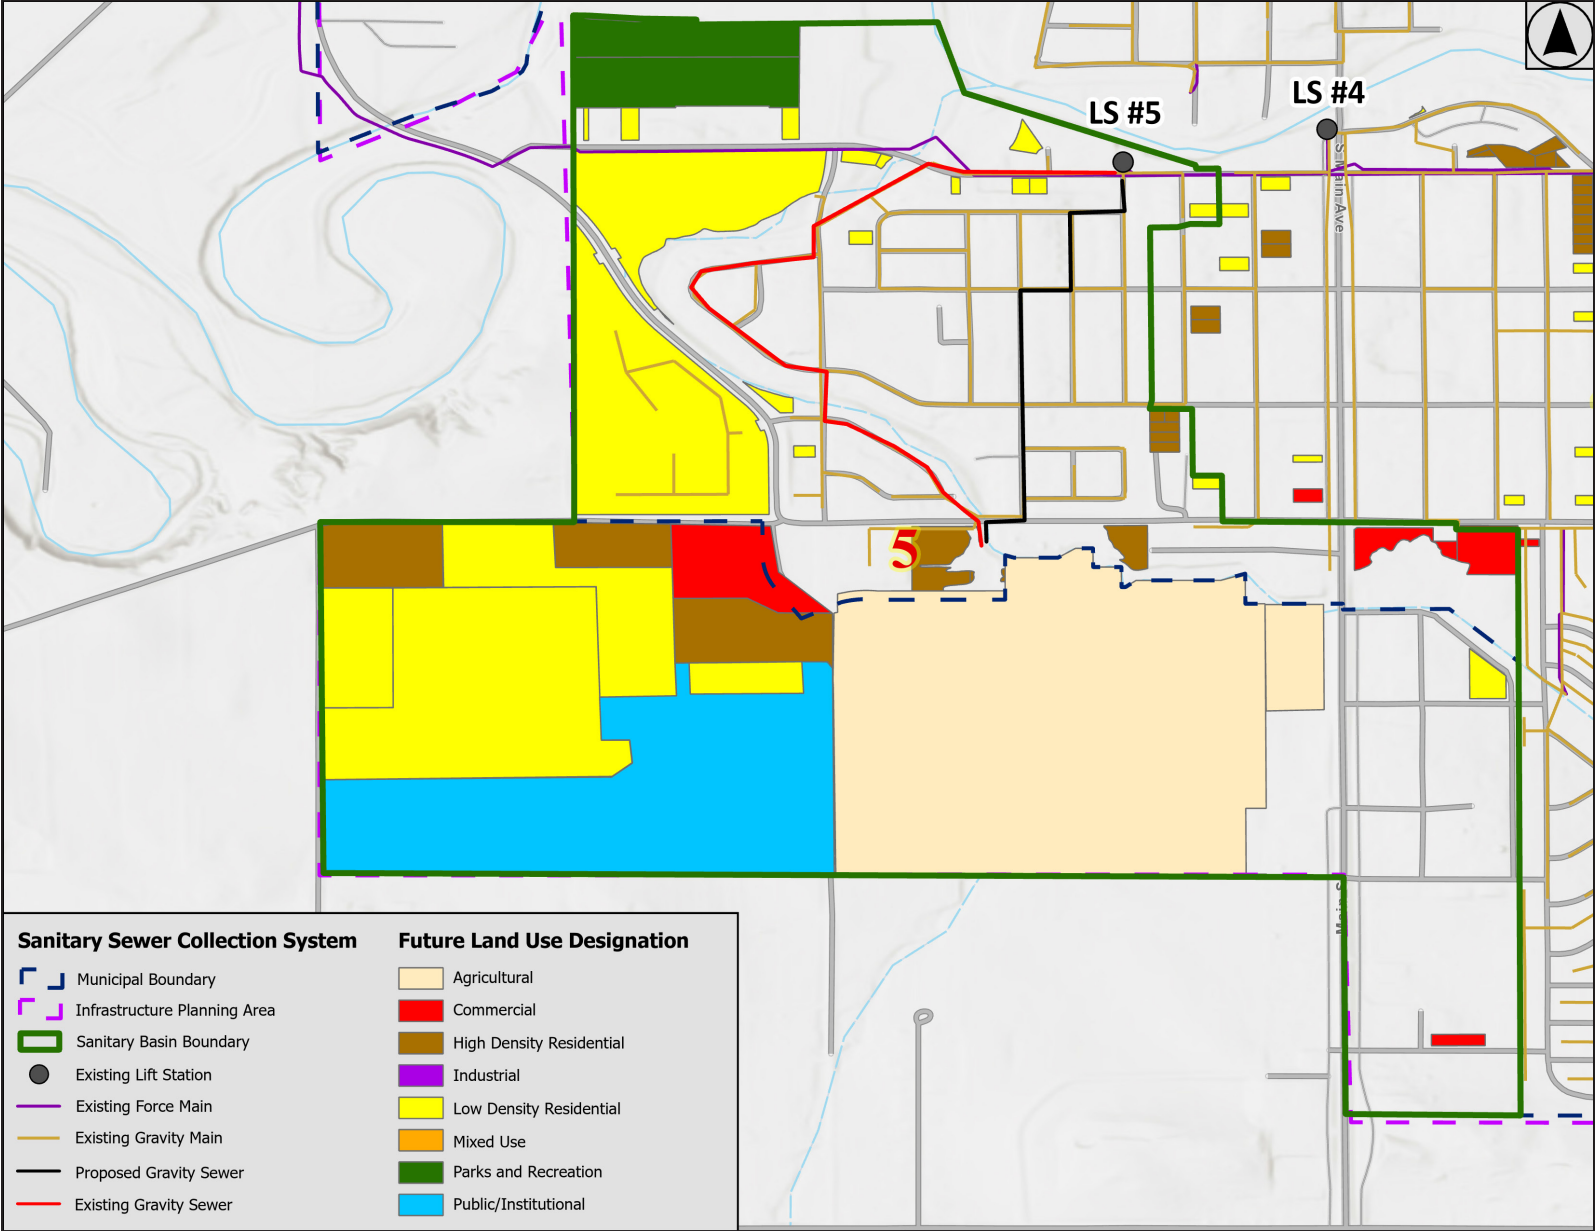 LS #4
LS #5
S Main Ave
5
Main S
Sanitary Sewer Collection System
Municipal Boundary
Infrastructure Planning Area
Sanitary Basin Boundary
Existing Lift Station
Existing Force Main
Existing Gravity Main
Proposed Gravity Sewer
Existing Gravity Sewer
Future Land Use Designation
Agricultural
Commercial
High Density Residential
Industrial
Low Density Residential
Mixed Use
Parks and Recreation
Public/Institutional